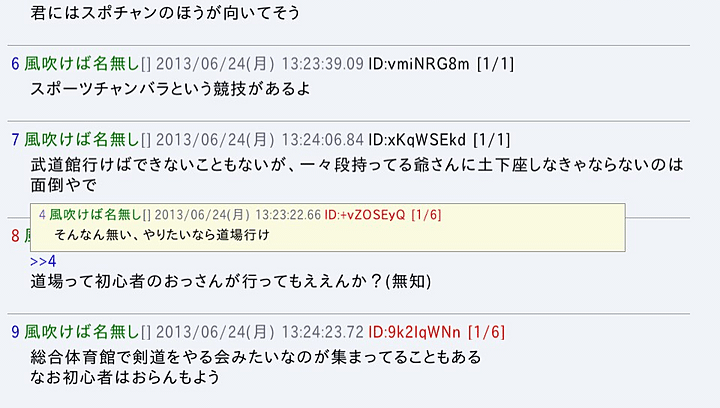 君にはスポチャンのほうが向いてそう
6 風吹けば名無し[] 2013/06/24(月) 13:23:39.09 ID:vmiNRG8m [1/1]
スポーツチャンバラという競技があるよ
7 風吹けば名無し[] 2013/06/24(月) 13:24:06.84 ID:xKqWSEkd [1/1]
武道館行けばできないこともないが、一々段持ってる爺さんに土下座しなきゃならないのは
面倒やで
4 風吹けば名無し[] 2013/06/24(月) 13:23:22.66 ID:+vZOSEyQ [1/6]
そんなん無い、やりたいなら道場行け
8
>>4
道場って初心者のおっさんが行ってもええんか？(無知)
9 風吹けば名無し[] 2013/06/24(月) 13:24:23.72 ID:9k2IqWNn [1/6]
総合体育館で剣道をやる会みたいなのが集まってることもある
なお初心者はおらんもよう